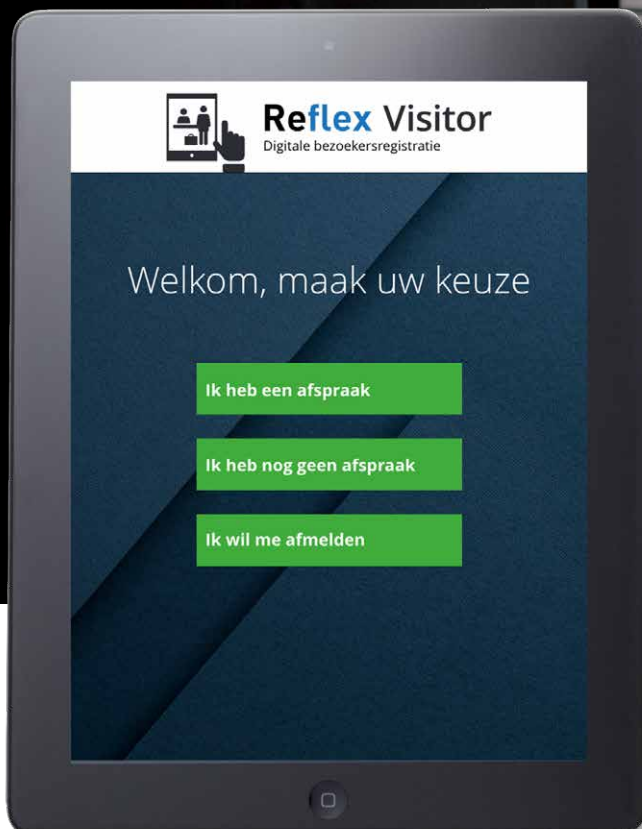 Reflex Visitor
Digitale bezoekersregistratie
Welkom, maak uw keuze
Ik heb een afspraak
Ik heb nog geen afspraak
Ik wil me afmelden